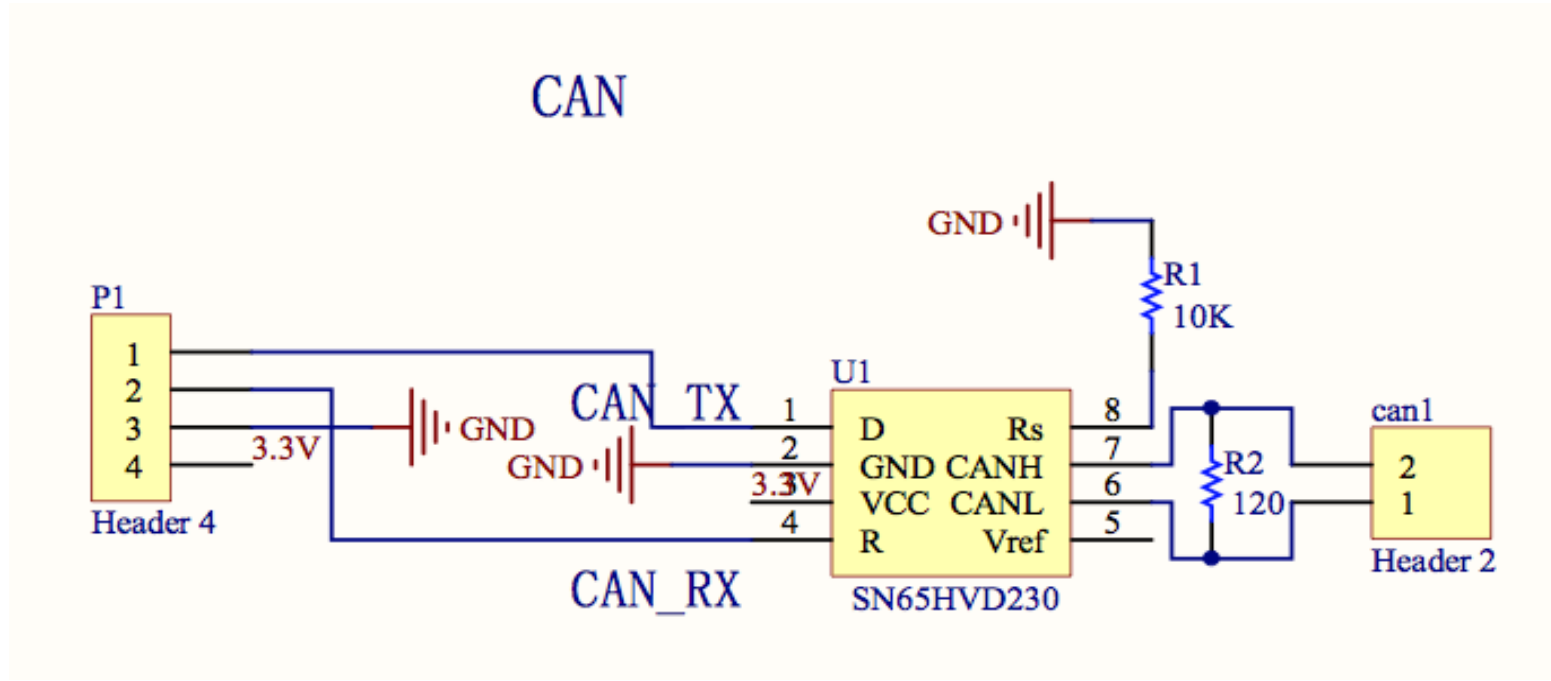 CAN
GND
R1
10K
P1
1
2
3
4
3.3V
GND
Header 4
CAN_TX
GND
3.3V
CAN_RX
U1
1
2
3
4
D
GND
VCC
R
Rs
CANH
CANL
Vref
8
7
6
5
SN65HVD230
R2
120
can1
2
1
Header 2